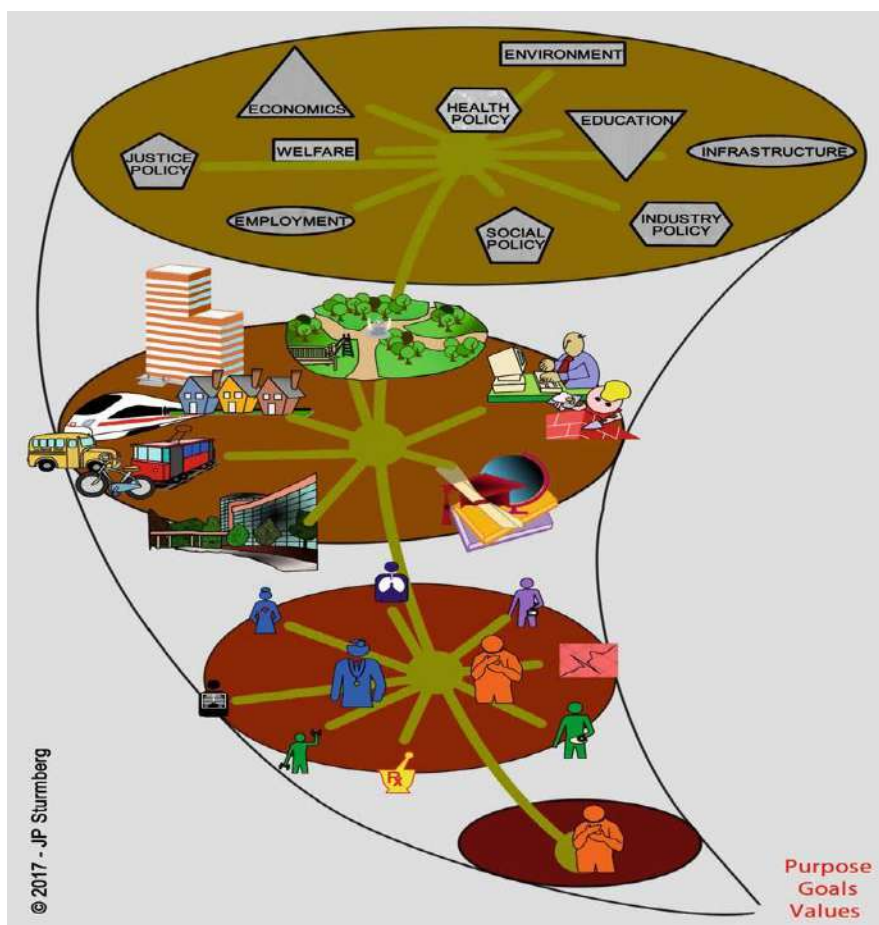 ENVIRONMENT
ECONOMICS
HEALTH
POLICY
EDUCATION
JUSTICE
POLICY
WELFARE
INFRASTRUCTURE
EMPLOYMENT
SOCIAL
POLICY
INDUSTRY
POLICY
Rx
© 2017 - JP Sturmberg
Purpose
Goals
Values